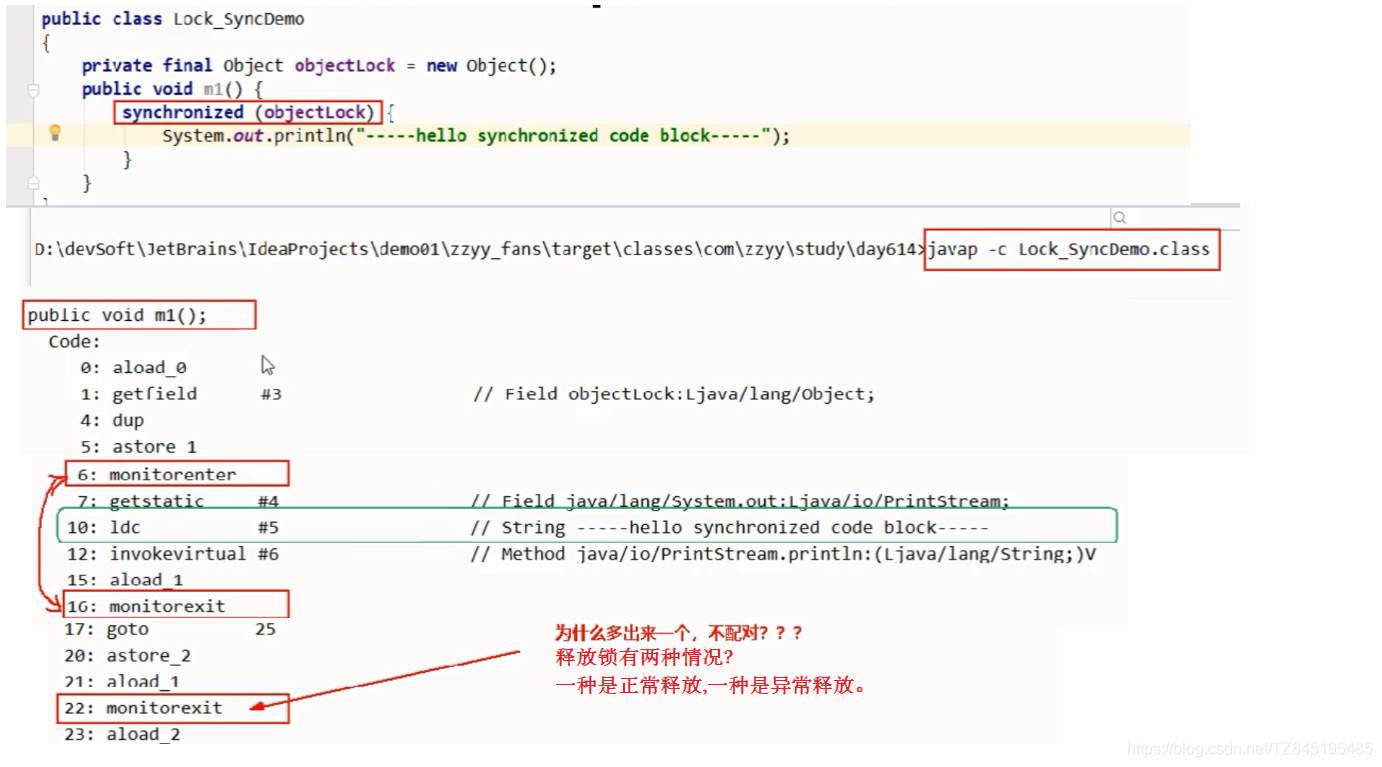 public class Lock_SyncDemo
{
private final Object objectLock = new Object();
public void m1() {
synchronized (objectLock) {
System.out.println("-----hello synchronized code block-----");
}
}
D:\devSoft\JetBrains\IdeaProjects\demo01\zzyy_fans\target\classes\com\zzyy\study\day614>javap -c Lock_SyncDemo.class
public void m1();
Code:
0: aload_0
1: getfield #3 // Field objectLock:Ljava/lang/Object;
4: dup
5: astore_1
6: monitorenter
7: getstatic #4 // Field java/lang/System.out:Ljava/io/PrintStream;
10: ldc #5 // String -----hello synchronized code block-----
12: invokevirtual #6 // Method java/io/PrintStream.println:(Ljava/lang/String;)V
15: aload_1
16: monitorexit
17: goto 25
为什么多出来一个，不配对？？？
20: astore_2
释放锁有两种情况?
21: aload_1
一种是正常释放,一种是异常释放。
22: monitorexit
23: aload_2
https://blog.csdn.net/TZ845195485